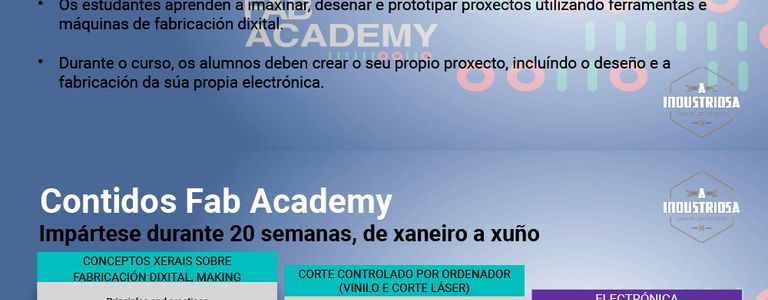 • Os estudantes aprenden a imaxinar, deseñar e prototipar proxectos utilizando ferramentas e
máquinas de fabricación dixital.
FAB
ACADEMY
• Durante o curso, os alumnos deben crear o seu propio proxecto, incluíndo o deseño e a
fabricación da súa propia electrónica.
A
INDUSTRIOSA
Contidos Fab Academy
A
INDUSTRIOSA
Impártese durante 20 semanas, de xaneiro a xuño
CONCEPTOS XERAIS SOBRE
FABRICACIÓN DIXITAL, MAKING
CORTE CONTROLADO POR ORDENADOR
(VINILO E CORTE LÁSER)
ELECTRÓNICA